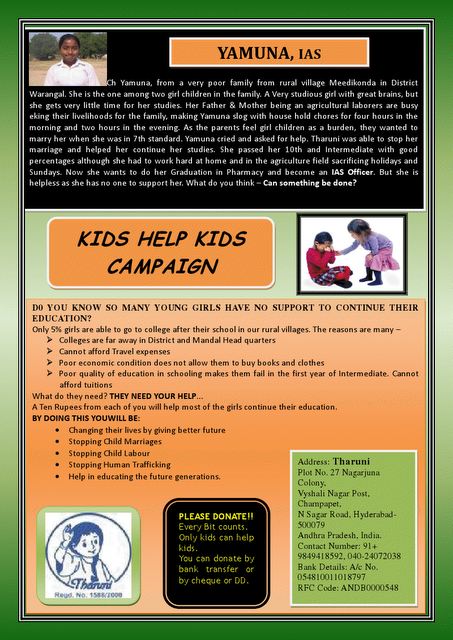 YAMUNA, IAS
Ch Yamuna, from a very poor family from rural village Meedikonda in District
Warangal. She is the one among two girl children in the family. A Very studious girl with great brains, but
she gets very little time for her studies. Her Father & Mother being an agricultural laborers are busy
eking their livelihoods for the family, making Yamuna slog with house hold chores for four hours in the
morning and two hours in the evening. As the parents feel girl children as a burden, they wanted to
marry her when she was in 7th standard. Yamuna cried and asked for help. Tharuni was able to stop her
marriage and helped her continue her studies. She passed her 10th and Intermediate with good
percentages although she had to work hard at home and in the agriculture field sacrificing holidays and
Sundays. Now she wants to do her Graduation in Pharmacy and become an IAS Officer. But she is
helpless as she has no one to support her. What do you think – Can something be done?
KIDS HELP KIDS
CAMPAIGN
DO YOU KNOW SO MANY YOUNG GIRLS HAVE NO SUPPORT TO CONTINUE THEIR
EDUCATION?
Only 5% girls are able to go to college after their school in our rural villages. The reasons are many –
➢ Colleges are far away in District and Mandal Head quarters
➢ Cannot afford Travel expenses
➢ Poor economic condition does not allow them to buy books and clothes
➢ Poor quality of education in schooling makes them fail in the first year of Intermediate. Cannot
afford tuitions
What do they need? THEY NEED YOUR HELP...
A Ten Rupees from each of you will help most of the girls continue their education.
BY DOING THIS YOUWILL BE:
• Changing their lives by giving better future
• Stopping Child Marriages
• Stopping Child Labour
• Stopping Human Trafficking
• Help in educating the future generations.
Tharuni
Regd. No. 1588/2000
PLEASE DONATE!!
Every Bit counts.
Only kids can help
kids.
You can donate by
bank transfer or
by cheque or DD.
Address: Tharuni
Plot No. 27 Nagarjuna
Colony,
Vyshali Nagar Post,
Champapet,
N Sagar Road, Hyderabad-
500079
Andhra Pradesh, India.
Contact Number: 91+
9849418592, 040-24072038
Bank Details: A/c No.
054810011018797
RFC Code: ANDB0000548